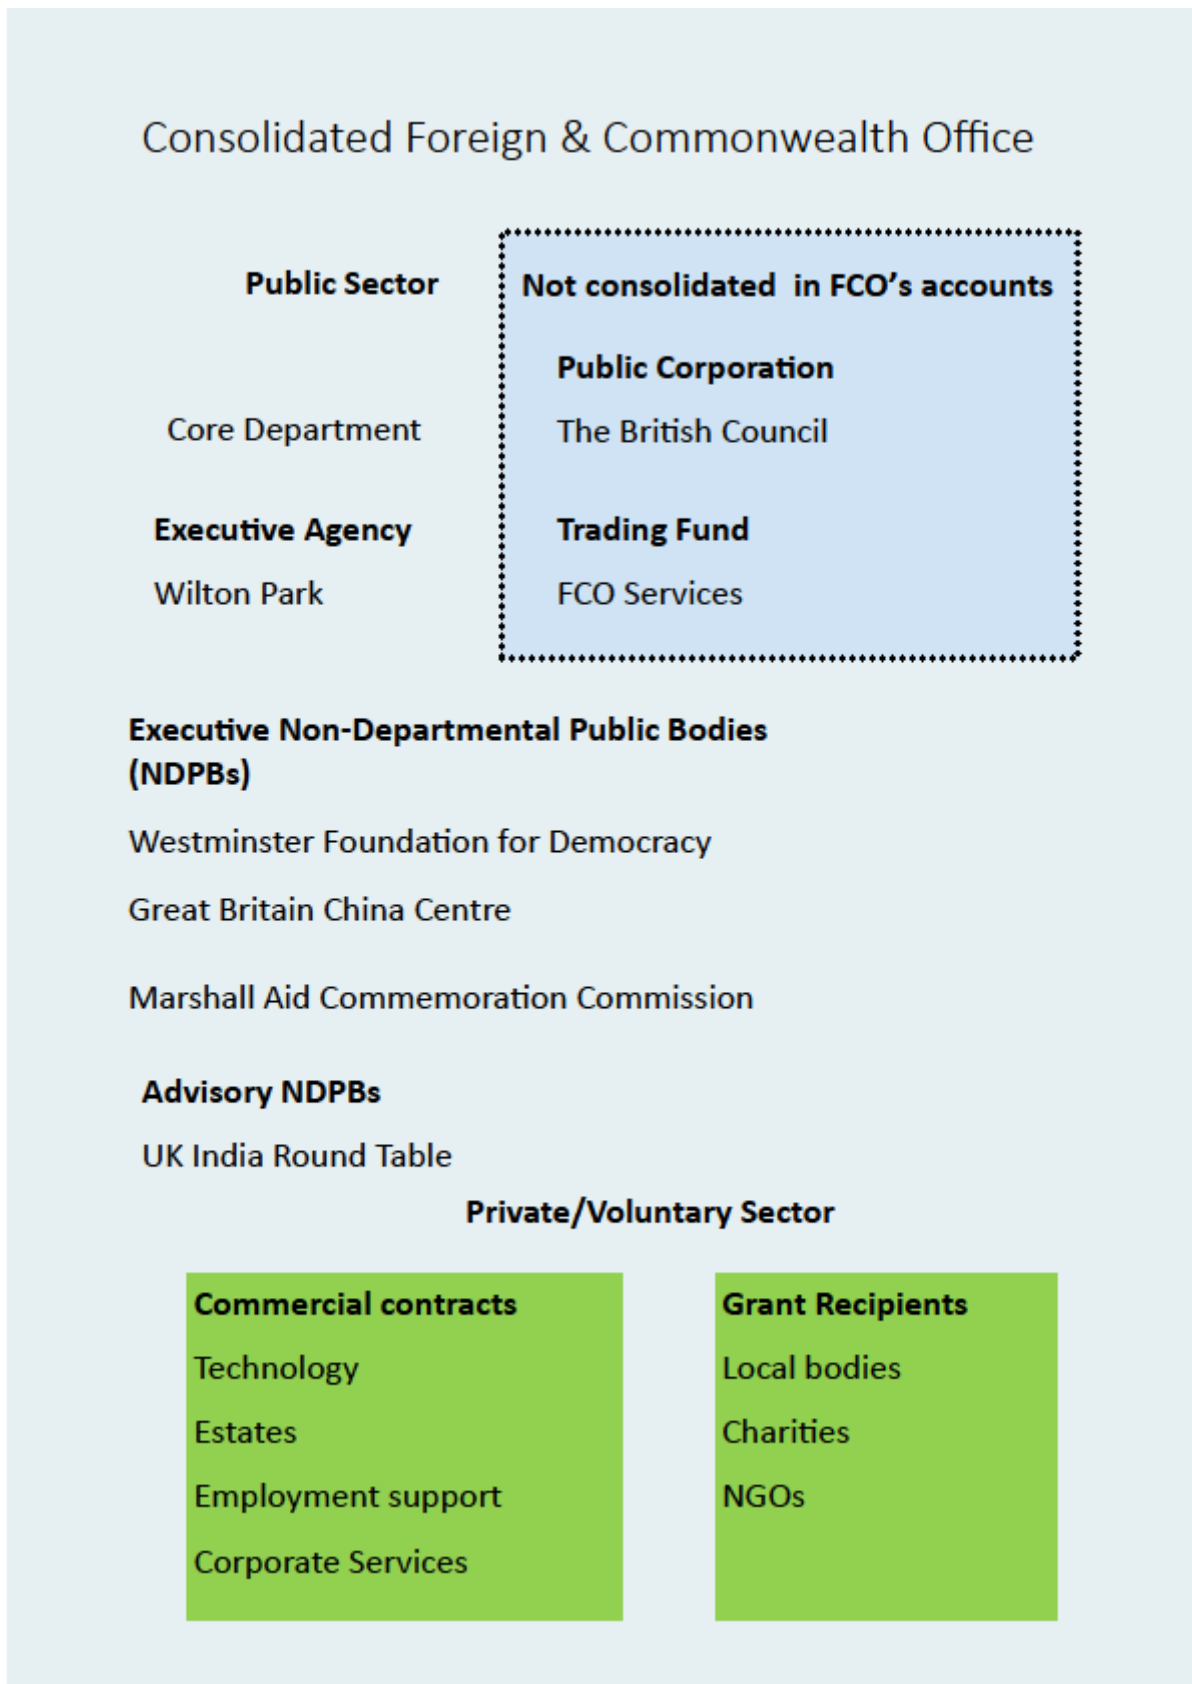 Consolidated Foreign & Commonwealth Office
Public Sector
Not consolidated in FCO’s accounts
Public Corporation
Core Department
The British Council
Executive Agency
Trading Fund
Wilton Park
FCO Services
Executive Non-Departmental Public Bodies
(NDPBs)
Westminster Foundation for Democracy
Great Britain China Centre
Marshall Aid Commemoration Commission
Advisory NDPBs
UK India Round Table
Private/Voluntary Sector
Commercial contracts
Technology
Estates
Employment support
Corporate Services
Grant Recipients
Local bodies
Charities
NGOs